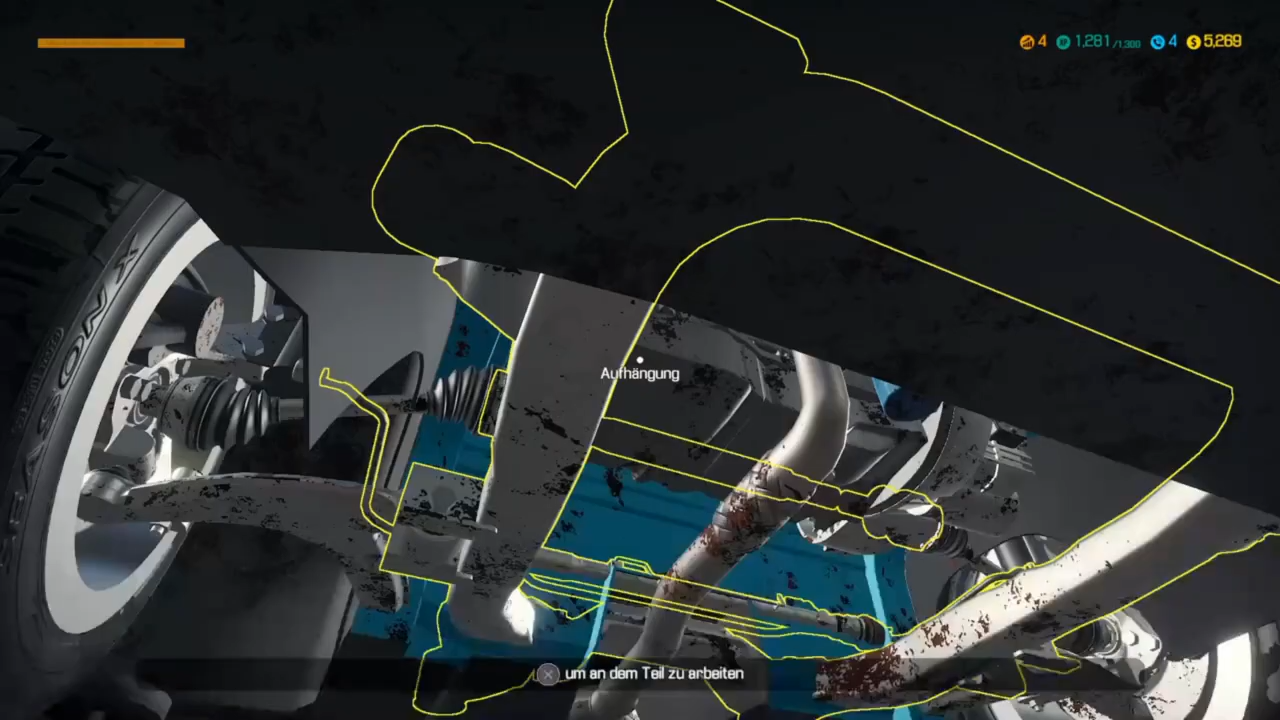 4 1,281/1,300 4 5,269
Aufhängung
um an dem Teil zu arbeiten